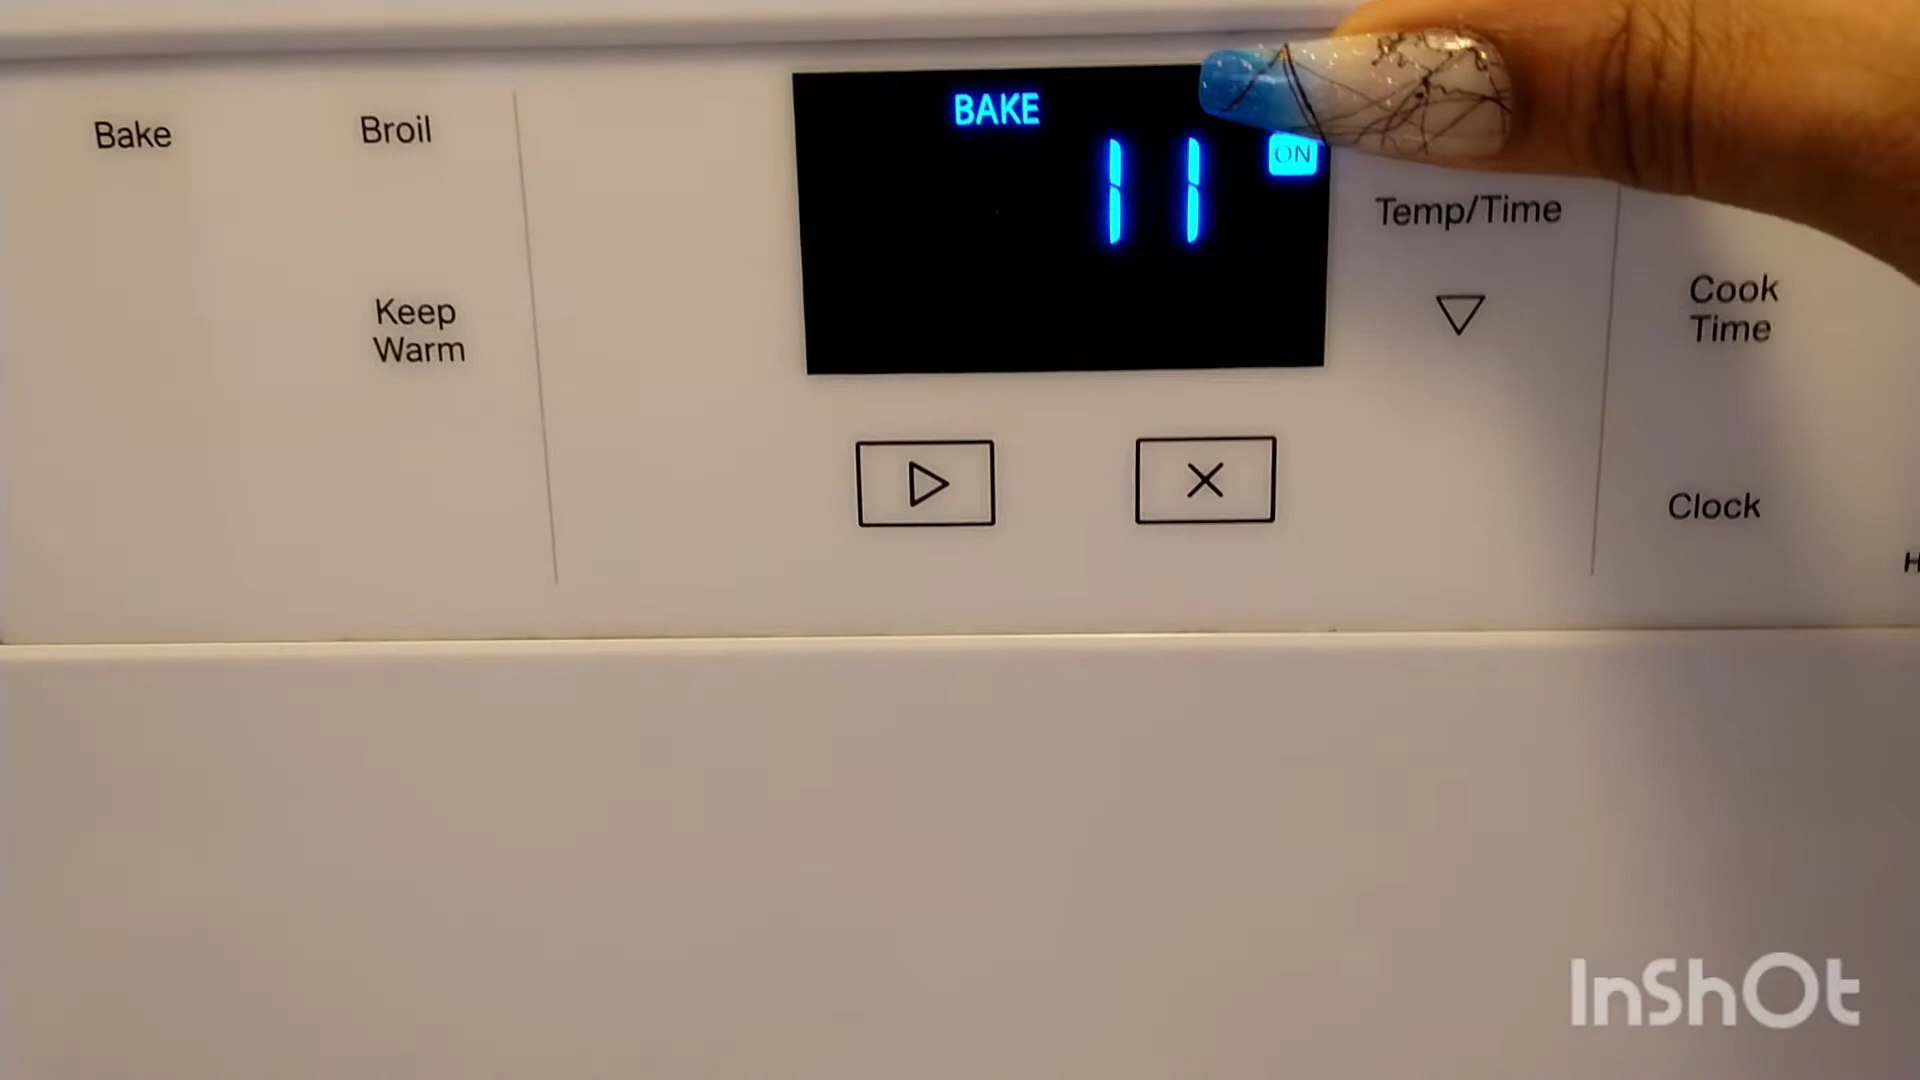 Bake
Broil
Keep
Warm
BAKE
11
ON
Temp/Time
Cook
Time
Clock
H
InShOt